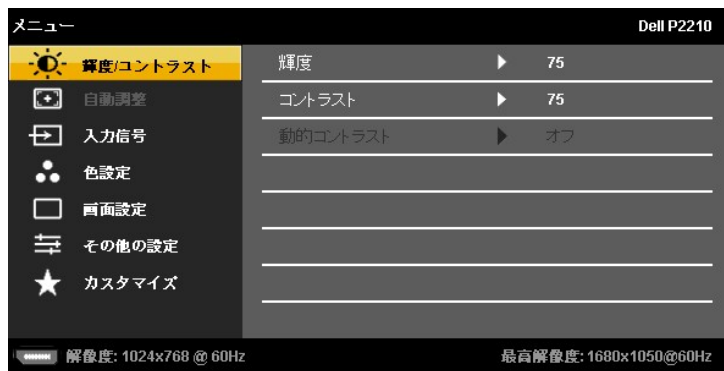 メニュー
Dell P2210
輝度/コントラスト
輝度
75
自動調整
コントラスト
75
入力信号
動的コントラスト
オフ
色設定
画面設定
その他の設定
カスタマイズ
解像度: 1024x768 @ 60Hz
最高解像度: 1680x1050@60Hz